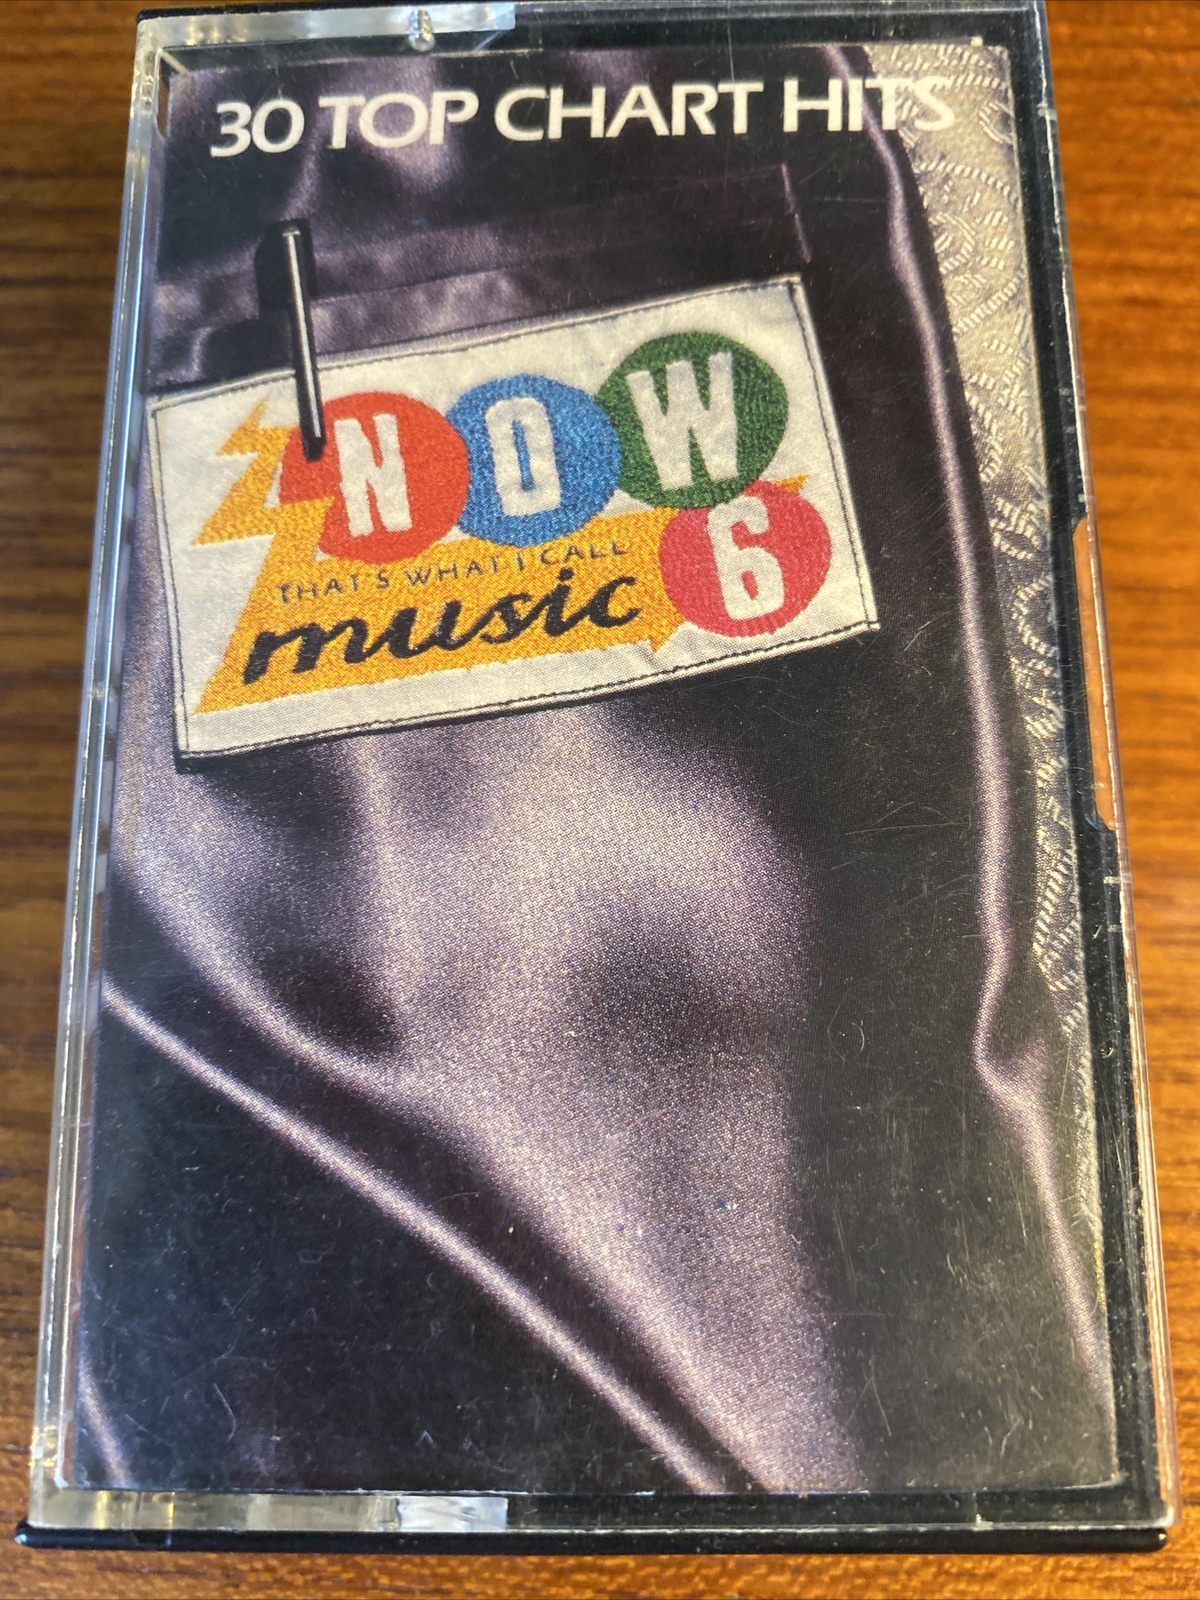 30 TOP CHART HITS
NOW
THAT'S WHAT I CALL
music 6